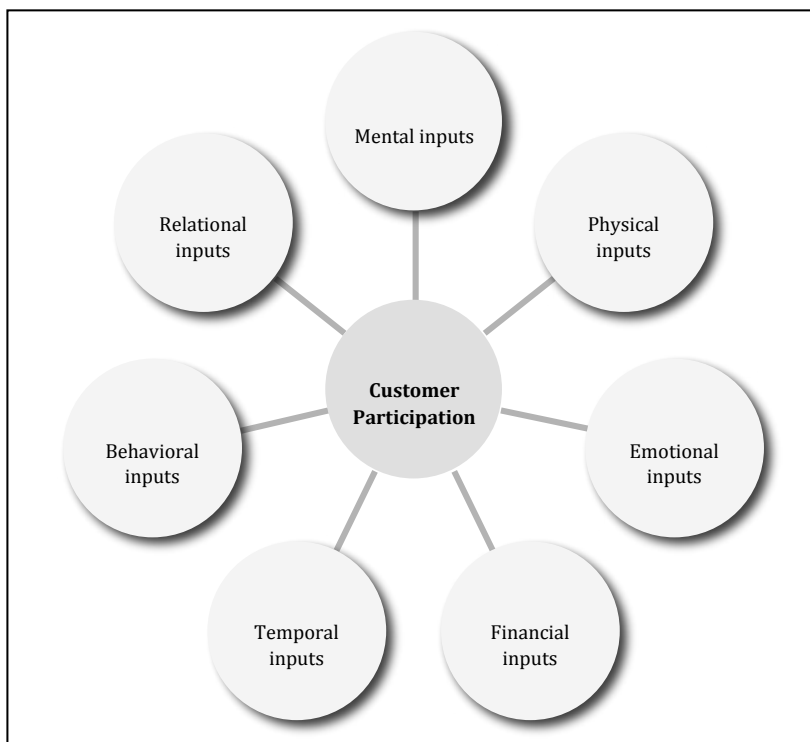 Mental inputs
Relational
inputs
Physical
inputs
Customer
Participation
Behavioral
inputs
Emotional
inputs
Temporal
inputs
Financial
inputs